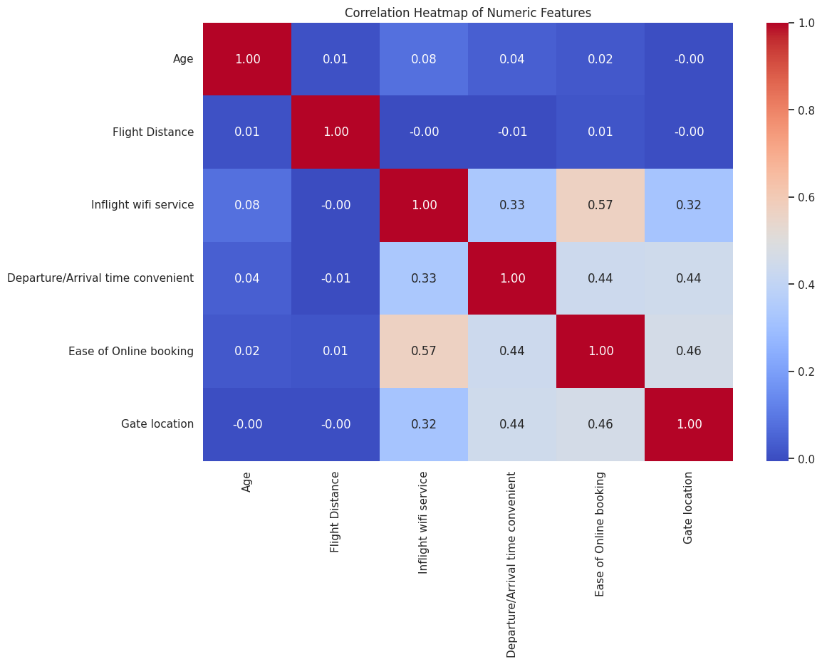 Correlation Heatmap of Numeric Features
Age 1.00 0.01 0.08 0.04 0.02 -0.00
Flight Distance 0.01 1.00 -0.00 -0.01 0.01 -0.00
Inflight wifi service 0.08 -0.00 1.00 0.33 0.57 0.32
Departure/Arrival time convenient 0.04 -0.01 0.33 1.00 0.44 0.44
Ease of Online booking 0.02 0.01 0.57 0.44 1.00 0.46
Gate location -0.00 -0.00 0.32 0.44 0.46 1.00
Age
Flight Distance
Inflight wifi service
Departure/Arrival time convenient
Ease of Online booking
Gate location
1.0
0.8
0.6
0.4
0.2
0.0